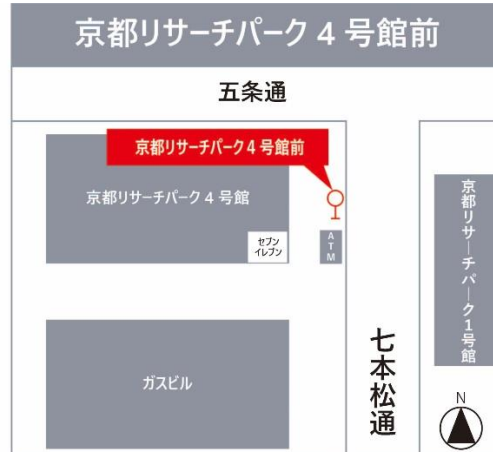 京都リサーチパーク 4 号館前
五条通
京都リサーチパーク 4 号館前
京都リサーチパーク 4 号館
セブン
イレブン
ATM
京都リサーチパーク1号館
七本松通
ガスビル
N